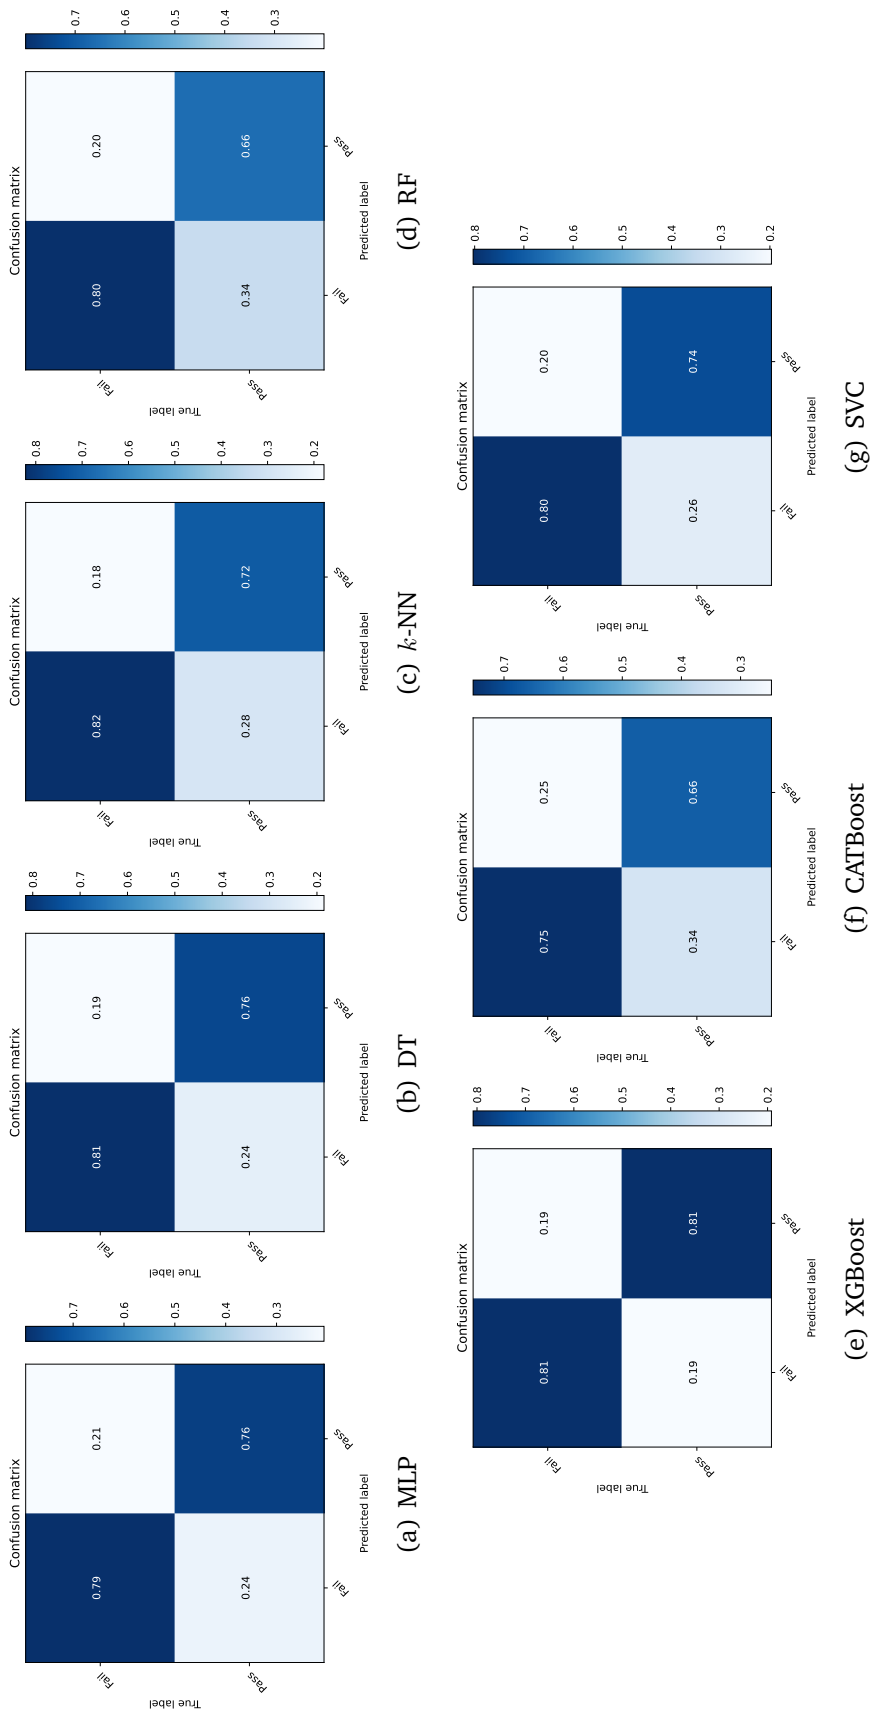 Confusion matrix
Fail
0.79
0.21
Pass
0.24
0.76
True label
Fail
Pass
Predicted label
0.7
0.6
0.5
0.4
0.3
(a) MLP
Confusion matrix
Fail
0.81
0.19
Pass
0.24
0.76
True label
Fail
Pass
Predicted label
0.8
0.7
0.6
0.5
0.4
0.3
0.2
(b) DT
Confusion matrix
Fail
0.82
0.18
Pass
0.28
0.72
True label
Fail
Pass
Predicted label
0.8
0.7
0.6
0.5
0.4
0.3
0.2
(c) k-NN
Confusion matrix
Fail
0.80
0.20
Pass
0.34
0.66
True label
Fail
Pass
Predicted label
0.7
0.6
0.5
0.4
0.3
(d) RF
Confusion matrix
Fail
0.81
0.19
Pass
0.19
0.81
True label
Fail
Pass
Predicted label
0.8
0.7
0.6
0.5
0.4
0.3
0.2
(e) XGBoost
Confusion matrix
Fail
0.75
0.25
Pass
0.34
0.66
True label
Fail
Pass
Predicted label
0.7
0.6
0.5
0.4
0.3
(f) CATBoost
Confusion matrix
Fail
0.80
0.20
Pass
0.26
0.74
True label
Fail
Pass
Predicted label
0.8
0.7
0.6
0.5
0.4
0.3
0.2
(g) SVC